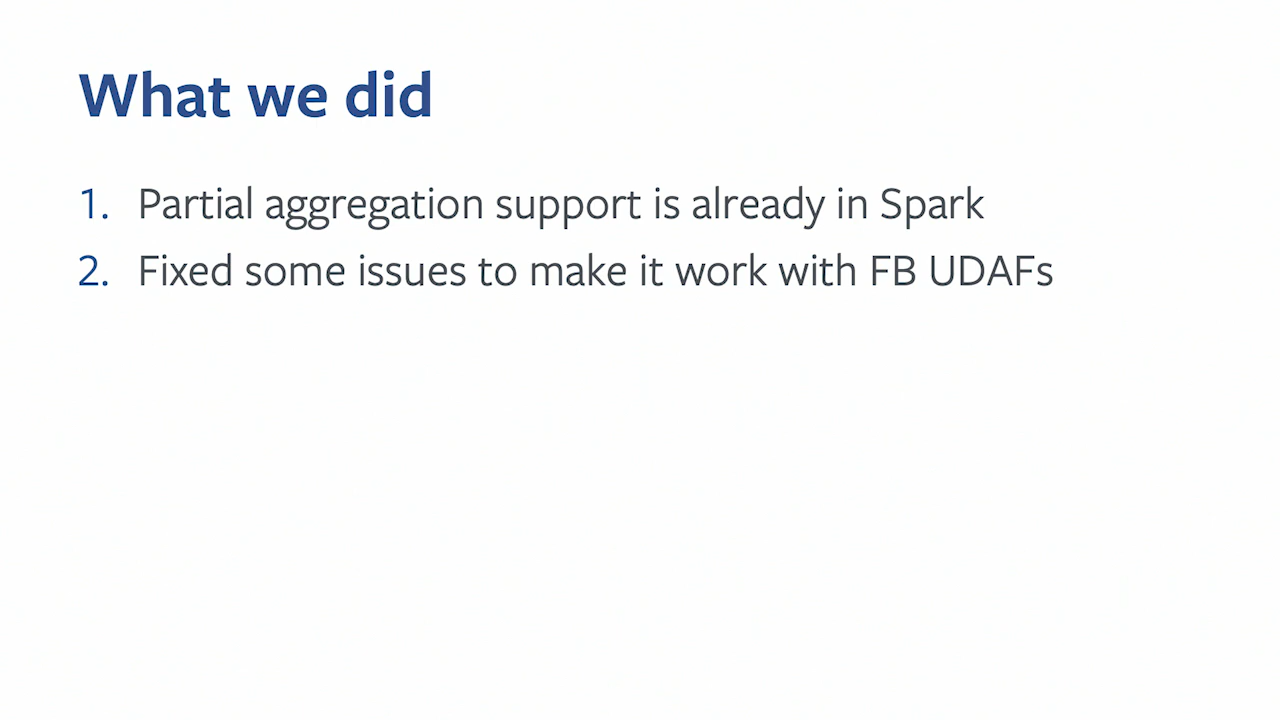 What we did
1. Partial aggregation support is already in Spark
2. Fixed some issues to make it work with FB UDAFs